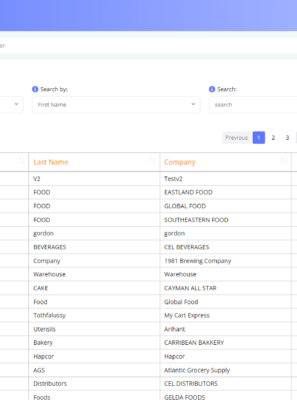 er
Search by:
Search:
First Name
search
Previous 1 2 3
Last Name Company
V2 Testv2
FOOD EASTLAND FOOD
FOOD GLOBAL FOOD
FOOD SOUTHEASTERN FOOD
gordon gordon
BEVERAGES CEL BEVERAGES
Company 1981 Brewing Company
Warehouse Warehouse
CAKE CAYMAN ALL STAR
Food Global Food
Tothfalussy My Cart Express
Utensils Arihant
Bakery CARRIBEAN BAKKERY
Hapcor Hapcor
AGS Atlantic Grocery Supply
Distributors CEL DISTRIBUTORS
Foods GELDA FOODS